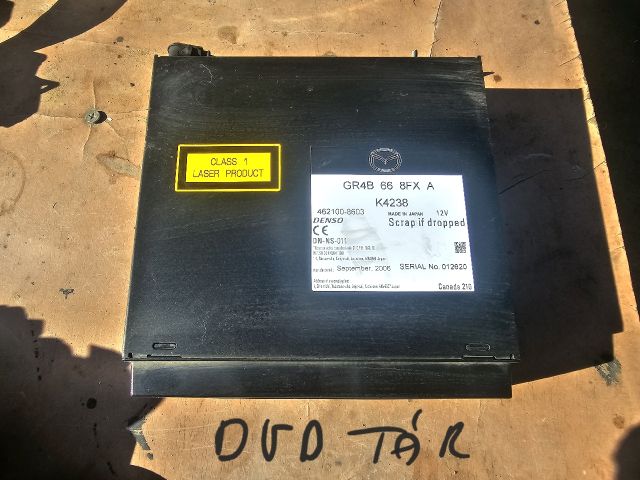 CLASS 1
LASER PRODUCT
GR4B 66 8FX A
K4238
462100-8603 MADE IN JAPAN 12V
DENSO Scrap if dropped
CE
DN-NS-011
September, 2006 SERIAL No. 012620
Canada 210
DVD TÁR